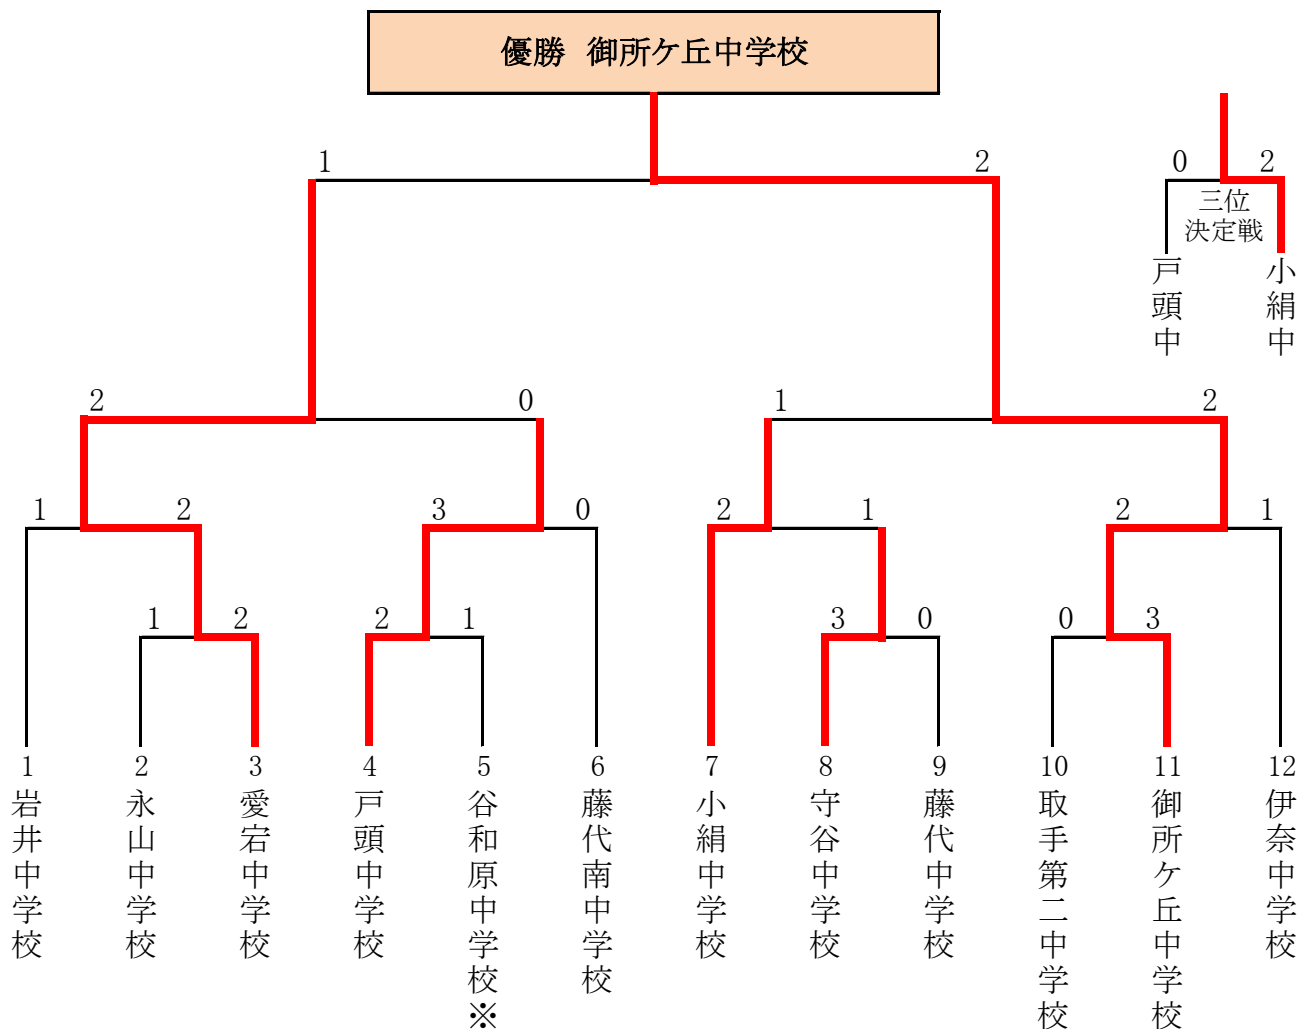 優勝 御所ケ丘中学校
1 2
0 2
三位
決定戦
戸頭中
小絹中
2 0 1 2
1 2 3 0 2 1 2 1
1 2 2 1 3 0 0 3
1 2 3 4 5 6 7 8 9 10 11 12
岩井中学校
永山中学校
愛宕中学校
戸頭中学校
谷和原中学校※
藤代南中学校
小絹中学校
守谷中学校
藤代中学校
取手第二中学校
御所ケ丘中学校
伊奈中学校